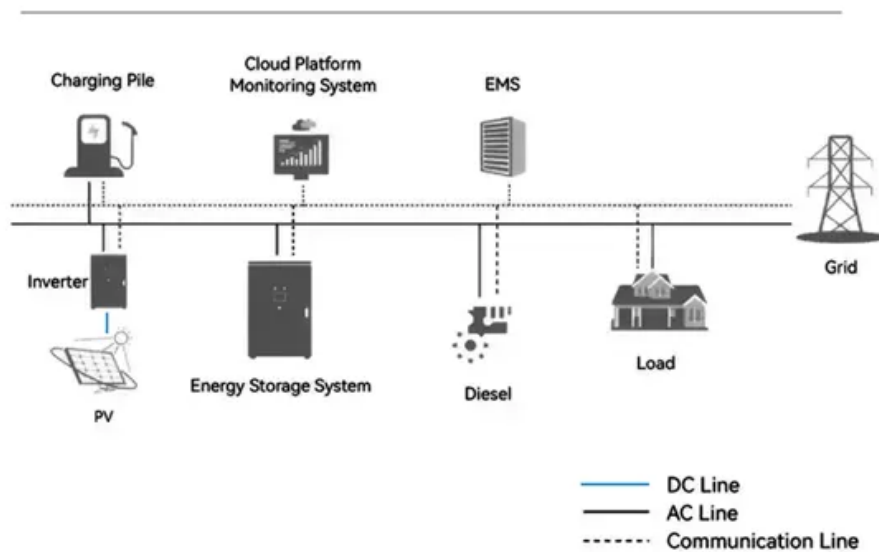 Charging Pile
Cloud Platform
Monitoring System
EMS
Grid
Inverter
PV
Energy Storage System
Diesel
Load
DC Line
AC Line
Communication Line